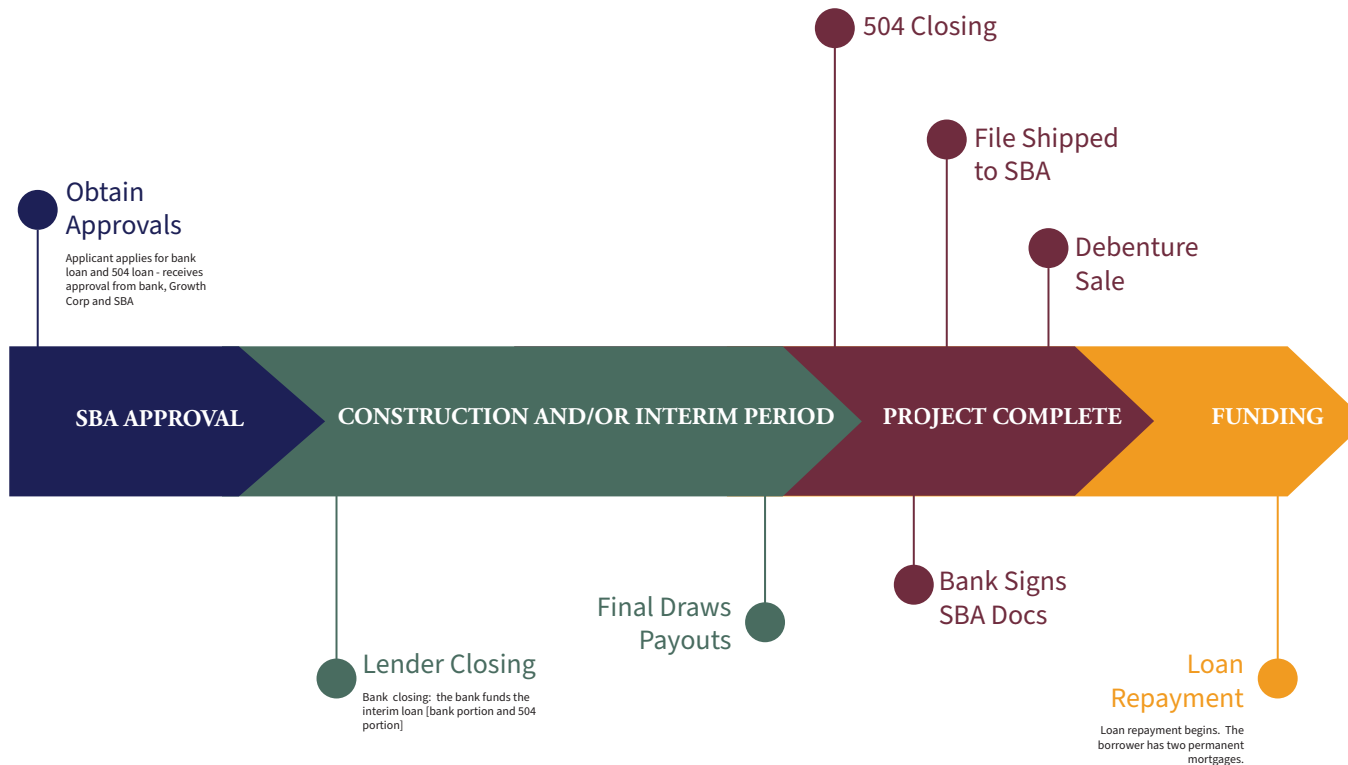 504 Closing
File Shipped
to SBA
Obtain
Approvals
Applicant applies for bank
loan and 504 loan - receives
approval from bank, Growth
Corp and SBA
Debenture
Sale
SBA APPROVAL
CONSTRUCTION AND/OR INTERIM PERIOD
PROJECT COMPLETE
FUNDING
Bank Signs
SBA Docs
Final Draws
Payouts
Lender Closing
Bank closing: the bank funds the
interim loan [bank portion and 504
portion]
Loan
Repayment
Loan repayment begins. The
borrower has two permanent
mortgages.